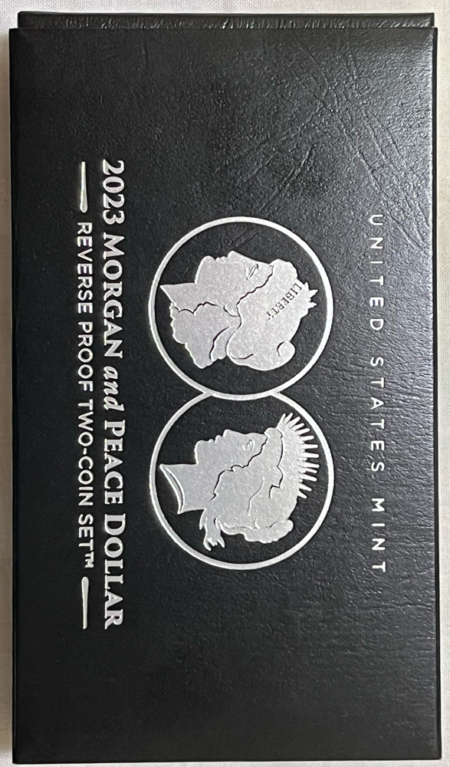 UNITED STATES MINT
LIBERTY
2023 MORGAN and PEACE DOLLAR
REVERSE PROOF TWO-COIN SET™